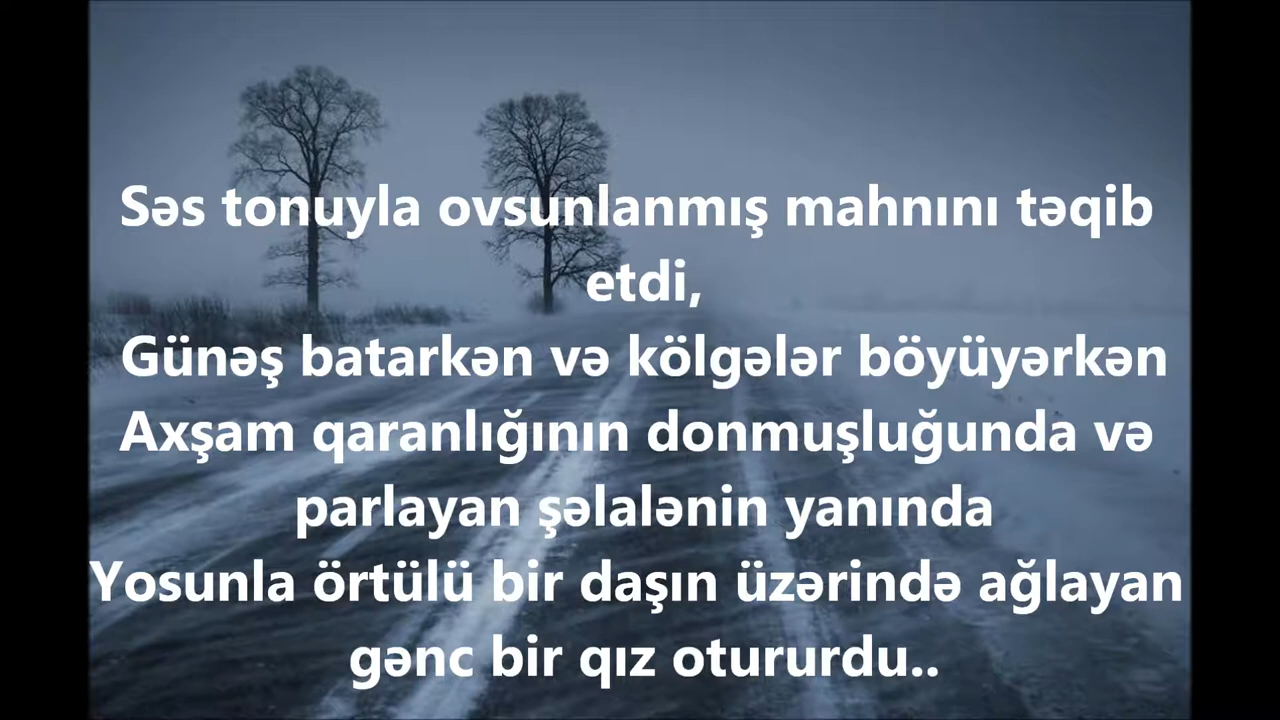 Səs tonuyla ovsunlanmış mahnını təqib
etdi,
Günəş batarkən və kölgələr böyüyərkən
Axşam qaranlığının donmuşluğunda və
parlayan şəlalənin yanında
Yosunla örtülü bir daşın üzərində ağlayan
gənc bir qız otururdu..